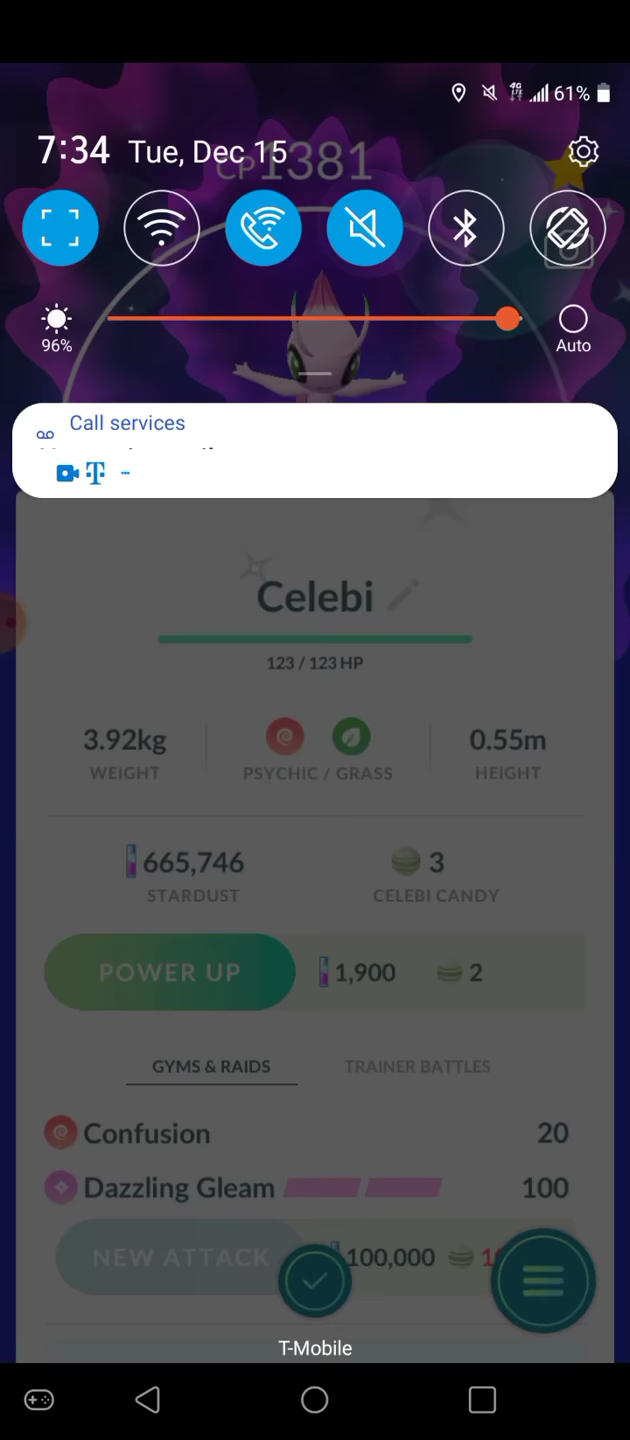 4G
LTE
61%
7:34 Tue, Dec 15
CP1381
96%
Auto
Call services
T
Celebi
123 / 123 HP
3.92kg
WEIGHT
PSYCHIC / GRASS
0.55m
HEIGHT
665,746
STARDUST
3
CELEBI CANDY
POWER UP 1,900 2
GYMS & RAIDS TRAINER BATTLES
Confusion 20
Dazzling Gleam 100
NEW ATTACK 100,000
T-Mobile